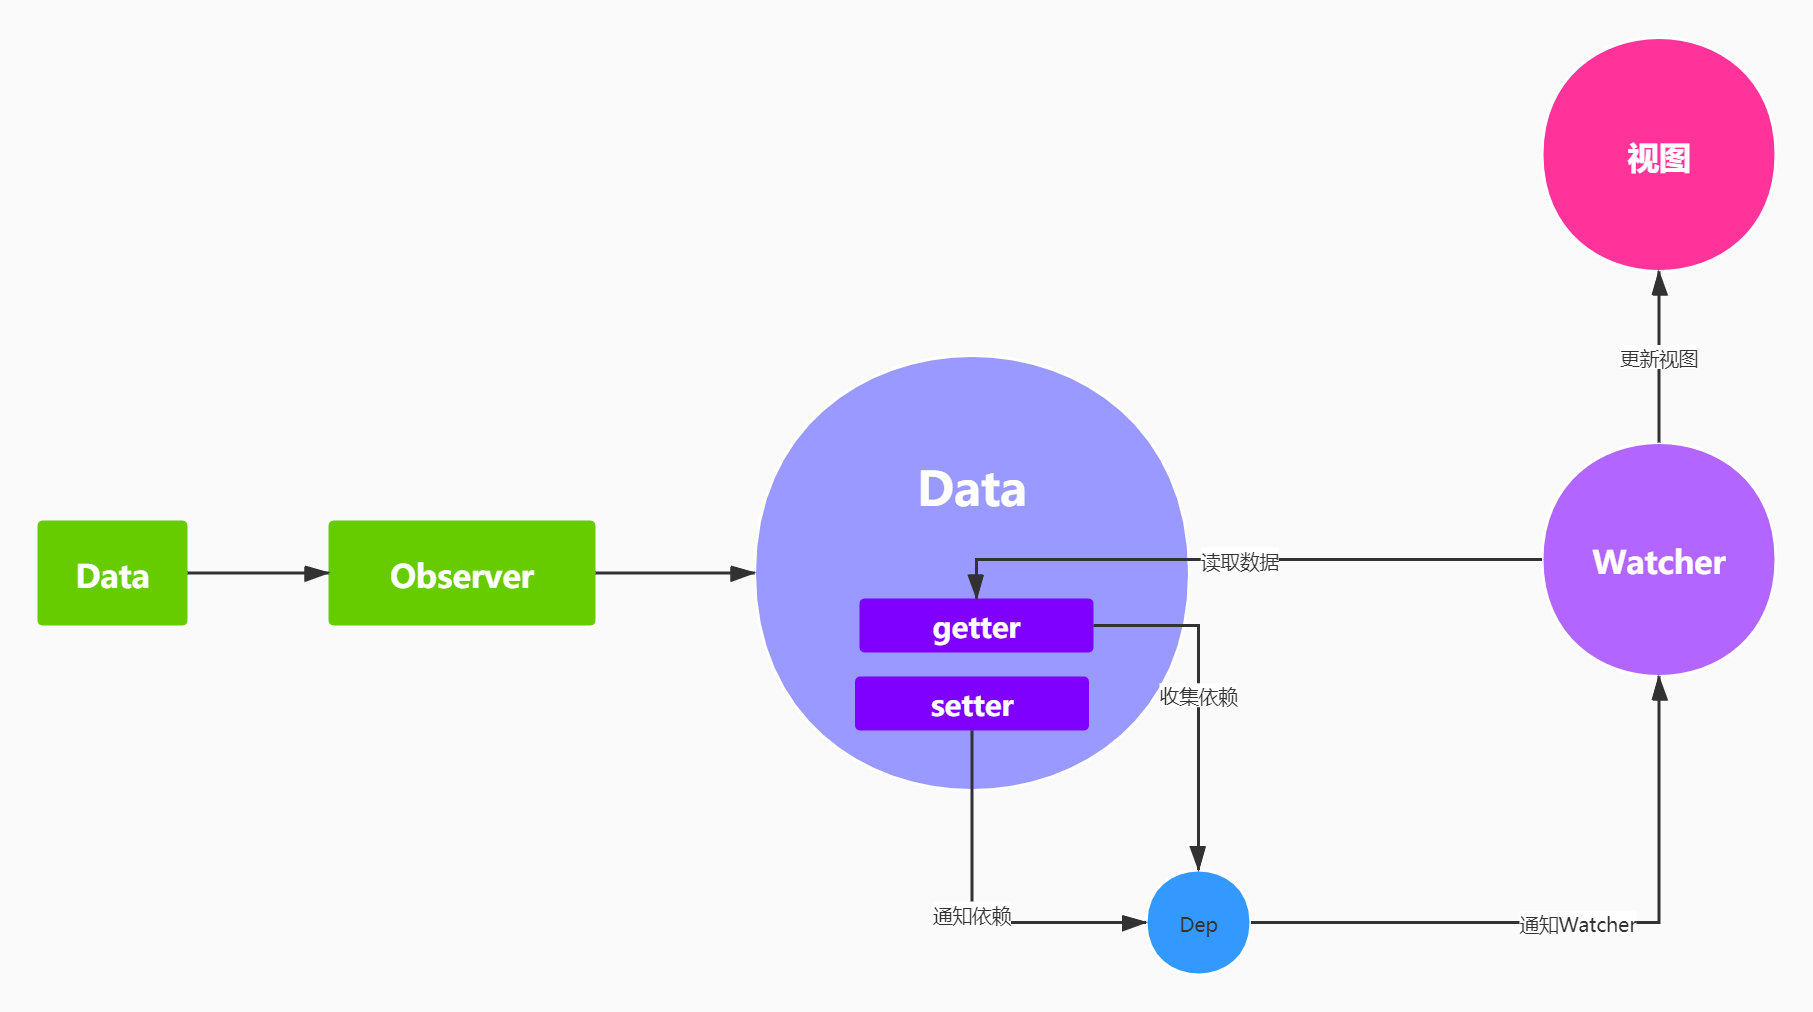 视图
更新视图
Data
读取数据
Watcher
Data
Observer
getter
收集依赖
setter
通知依赖
Dep
通知Watcher